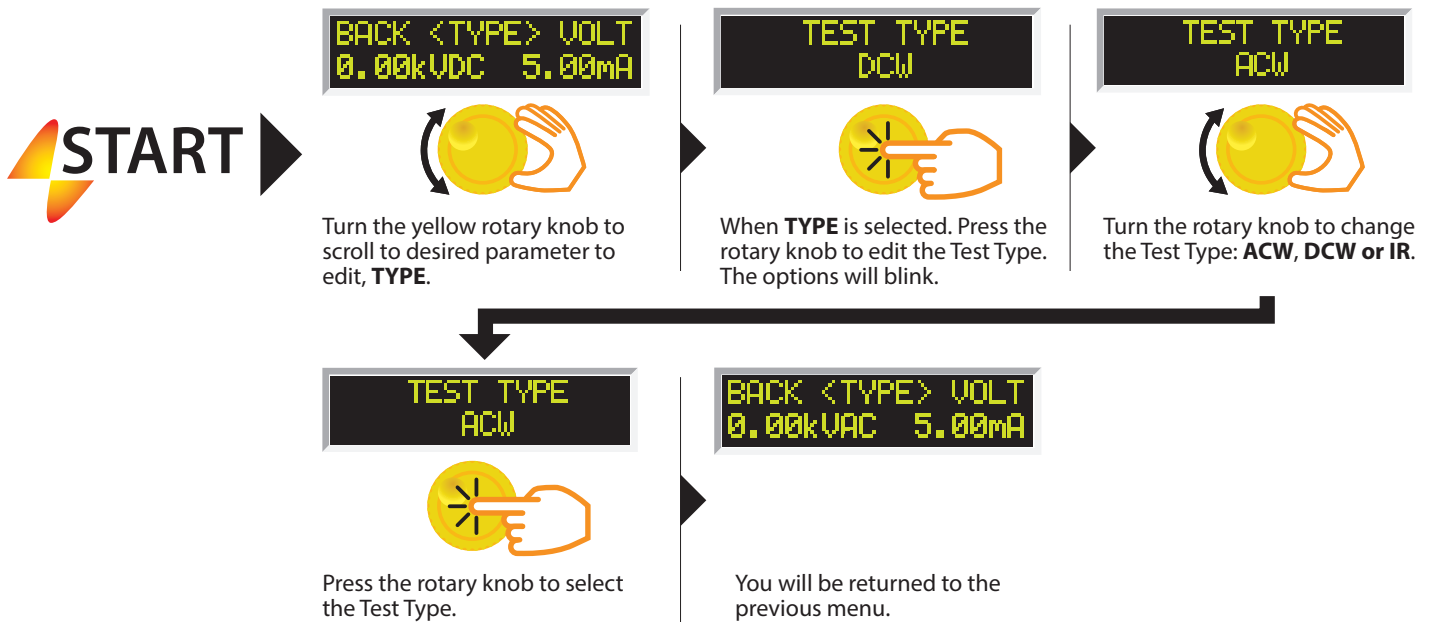 START
BACK <TYPE> VOLT
0.00kVDC 5.00mA
Turn the yellow rotary knob to
scroll to desired parameter to
edit, TYPE.
TEST TYPE
DCW
When TYPE is selected. Press the
rotary knob to edit the Test Type.
The options will blink.
TEST TYPE
ACW
Turn the rotary knob to change
the Test Type: ACW, DCW or IR.
TEST TYPE
ACW
Press the rotary knob to select
the Test Type.
BACK <TYPE> VOLT
0.00kVAC 5.00mA
You will be returned to the
previous menu.